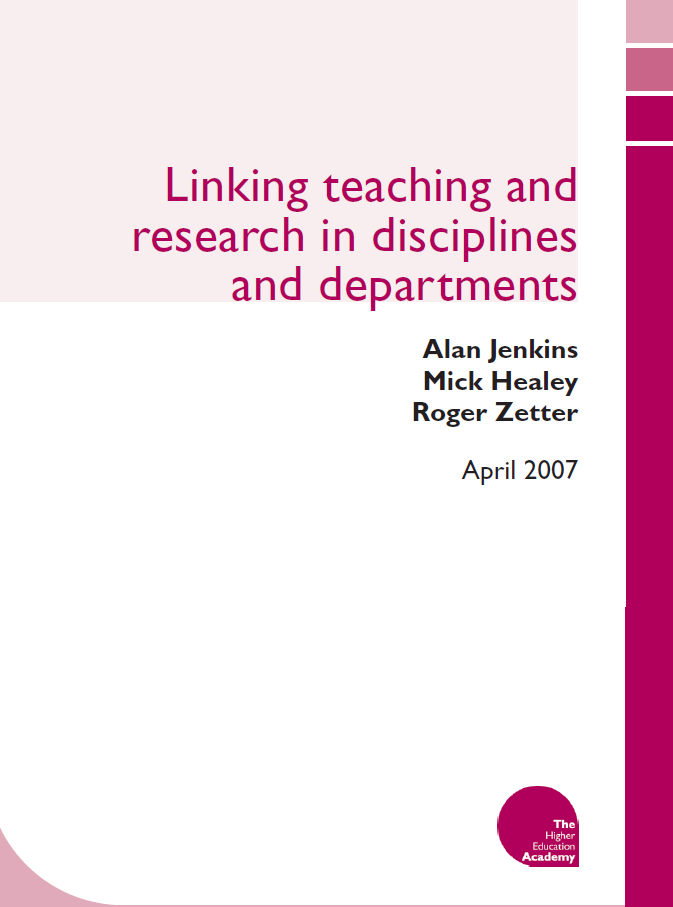 Linking teaching and
research in disciplines
and departments
Alan Jenkins
Mick Healey
Roger Zetter
April 2007
The
Higher
Education
Academy